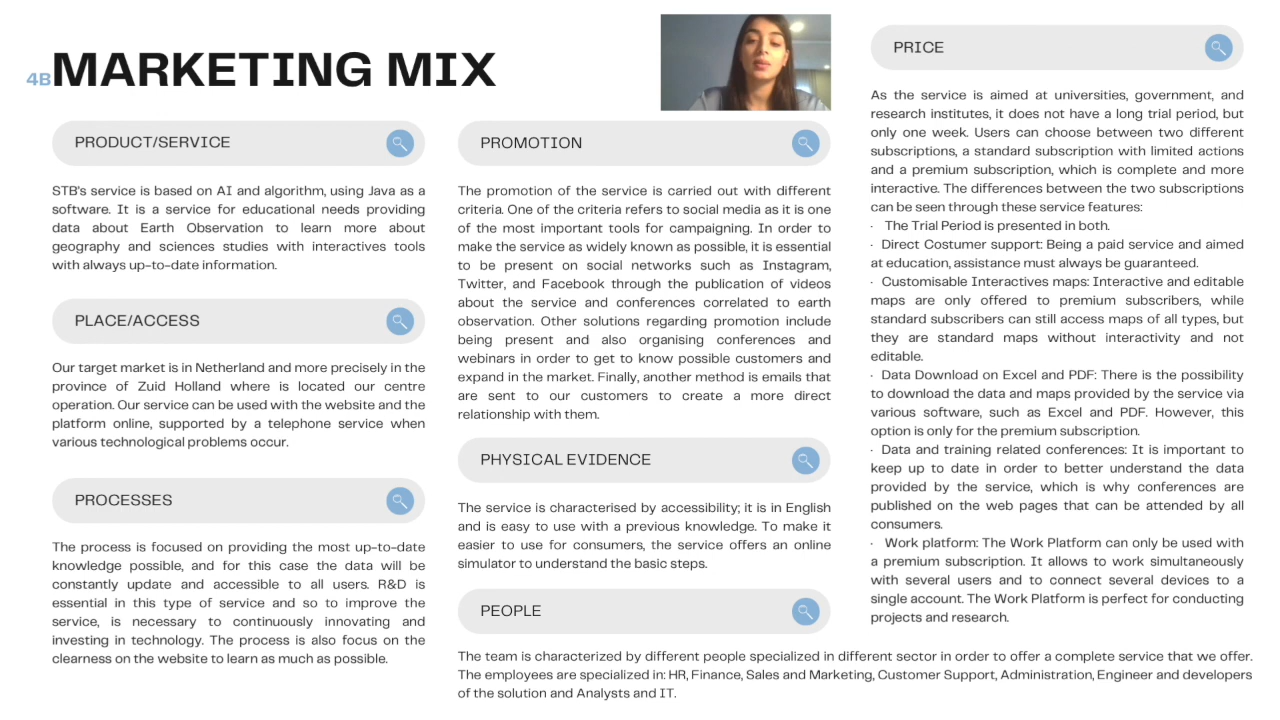 4B MARKETING MIX
PRODUCT/SERVICE
STB's service is based on AI and algorithm, using Java as a
software. It is a service for educational needs providing
data about Earth Observation to learn more about
geography and sciences studies with interactives tools
with always up-to-date information.
PLACE/ACCESS
Our target market is in Netherland and more precisely in the
province of Zuid Holland where is located our centre
operation. Our service can be used with the website and the
platform online, supported by a telephone service when
various technological problems occur.
PROCESSES
The process is focused on providing the most up-to-date
knowledge possible, and for this case the data will be
constantly update and accessible to all users. R&D is
essential in this type of service and so to improve the
service, is necessary to continuously innovating and
investing in technology. The process is also focus on the
clearness on the website to learn as much as possible.
PROMOTION
The promotion of the service is carried out with different
criteria. One of the criteria refers to social media as it is one
of the most important tools for campaigning. In order to
make the service as widely known as possible, it is essential
to be present on social networks such as Instagram,
Twitter, and Facebook through the publication of videos
about the service and conferences correlated to earth
observation. Other solutions regarding promotion include
being present and also organising conferences and
webinars in order to get to know possible customers and
expand in the market. Finally, another method is emails that
are sent to our customers to create a more direct
relationship with them.
PHYSICAL EVIDENCE
The service is characterised by accessibility; it is in English
and is easy to use with a previous knowledge. To make it
easier to use for consumers, the service offers an online
simulator to understand the basic steps.
PEOPLE
The team is characterized by different people specialized in different sector in order to offer a complete service that we offer.
The employees are specialized in: HR, Finance, Sales and Marketing, Customer Support, Administration, Engineer and developers
of the solution and Analysts and IT.
PRICE
As the service is aimed at universities, government, and
research institutes, it does not have a long trial period, but
only one week. Users can choose between two different
subscriptions, a standard subscription with limited actions
and a premium subscription, which is complete and more
interactive. The differences between the two subscriptions
can be seen through these service features:
· The Trial Period is presented in both.
· Direct Costumer support: Being a paid service and aimed
at education, assistance must always be guaranteed.
· Customisable Interactives maps: Interactive and editable
maps are only offered to premium subscribers, while
standard subscribers can still access maps of all types, but
they are standard maps without interactivity and not
editable.
· Data Download on Excel and PDF: There is the possibility
to download the data and maps provided by the service via
various software, such as Excel and PDF. However, this
option is only for the premium subscription.
· Data and training related conferences: It is important to
keep up to date in order to better understand the data
provided by the service, which is why conferences are
published on the web pages that can be attended by all
consumers.
· Work platform: The Work Platform can only be used with
a premium subscription. It allows to work simultaneously
with several users and to connect several devices to a
single account. The Work Platform is perfect for conducting
projects and research.